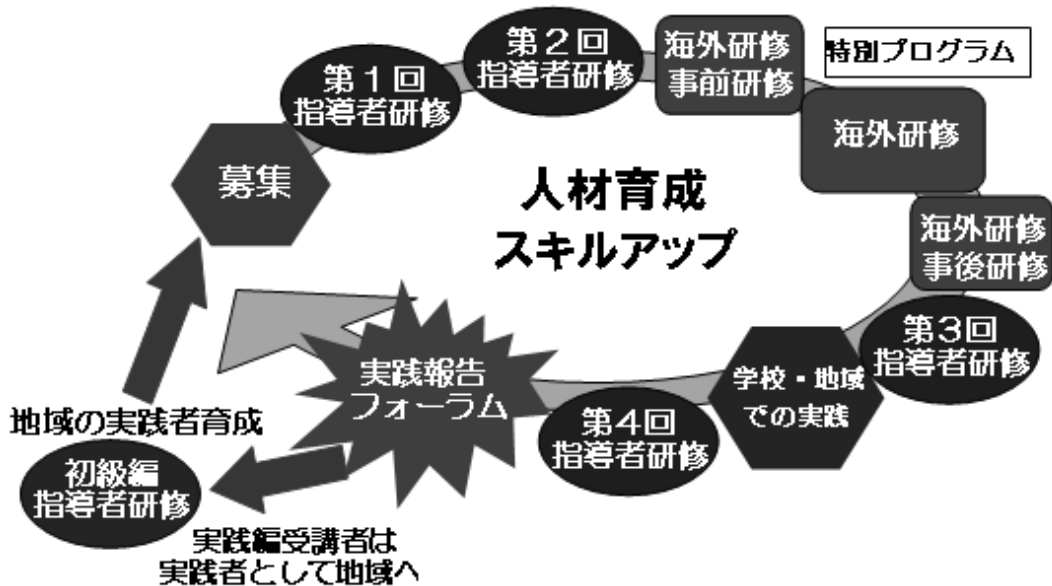 第１回
指導者研修
第２回
指導者研修
海外研修
事前研修
特別プログラム
海外研修
募集
人材育成
スキルアップ
海外研修
事後研修
第３回
指導者研修
学校・地域
での実践
第４回
指導者研修
実践報告
フォーラム
地域の実践者育成
初級編
指導者研修
実践編受講者は
実践者として地域へ